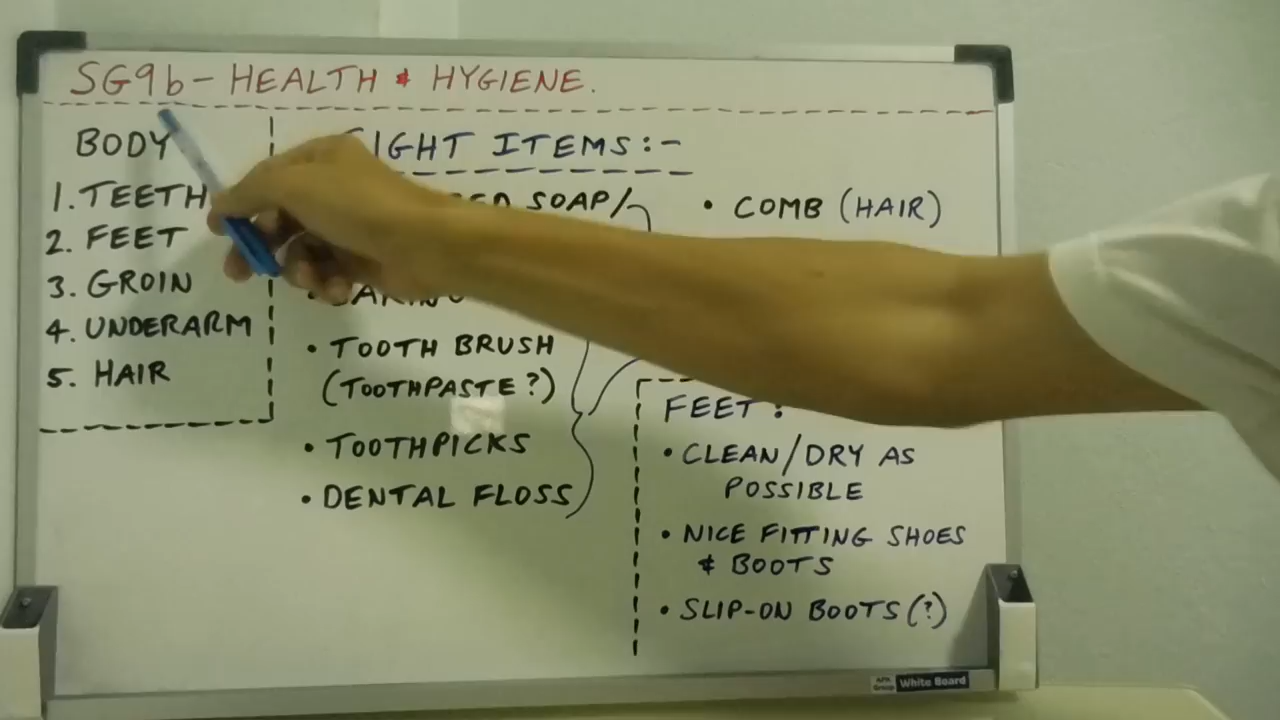 SG9b - HEALTH & HYGIENE.
BODY
1. TEETH
2. FEET
3. GROIN
4. UNDERARM
5. HAIR
ITEMS:-
SOAP/
• TOOTH BRUSH
(TOOTHPASTE?)
• TOOTHPICKS
• DENTAL FLOSS
• COMB (HAIR)
FEET:
• CLEAN/DRY AS
POSSIBLE
• NICE FITTING SHOES
& BOOTS
• SLIP-ON BOOTS (?)
APK Group White Board